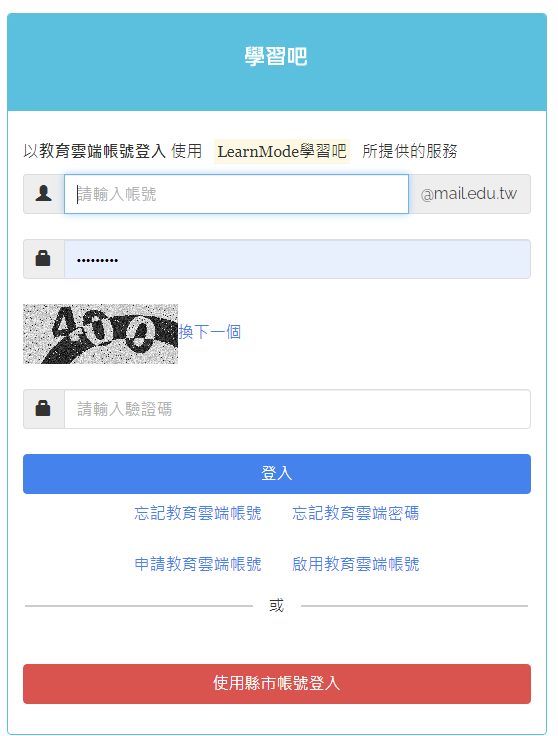 學習吧
以教育雲端帳號登入 使用 LearnMode學習吧 所提供的服務
請輸入帳號 @mail.edu.tw
•••••••••
換下一個
請輸入驗證碼
登入
忘記教育雲端帳號 忘記教育雲端密碼
申請教育雲端帳號 啟用教育雲端帳號
或
使用縣市帳號登入